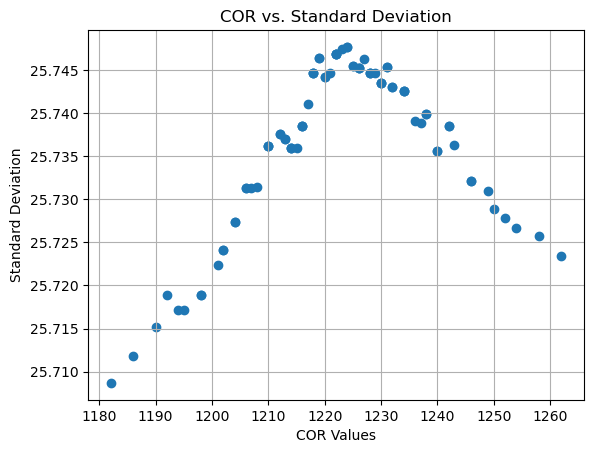 COR vs. Standard Deviation
Standard Deviation
25.745
25.740
25.735
25.730
25.725
25.720
25.715
25.710
1180 1190 1200 1210 1220 1230 1240 1250 1260
COR Values